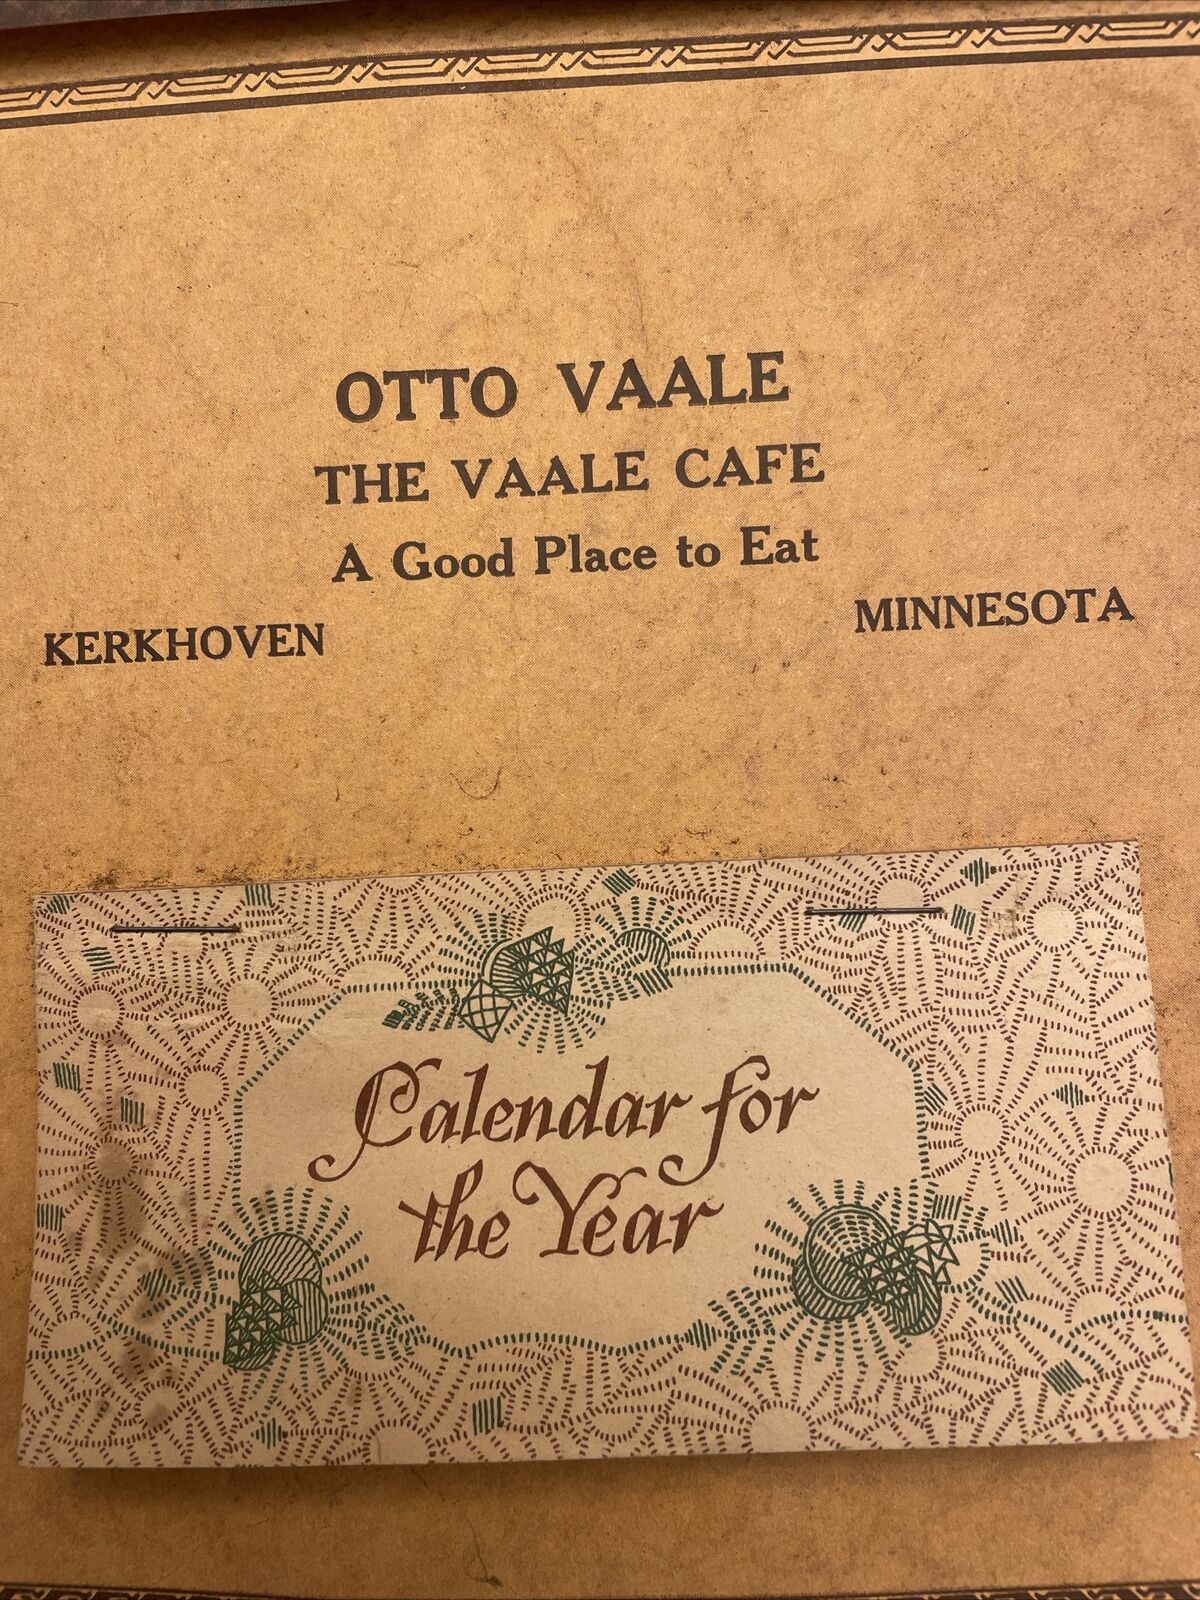 OTTO VAALE
THE VAALE CAFE
A Good Place to Eat
KERKHOVEN MINNESOTA
Calendar for
the Year